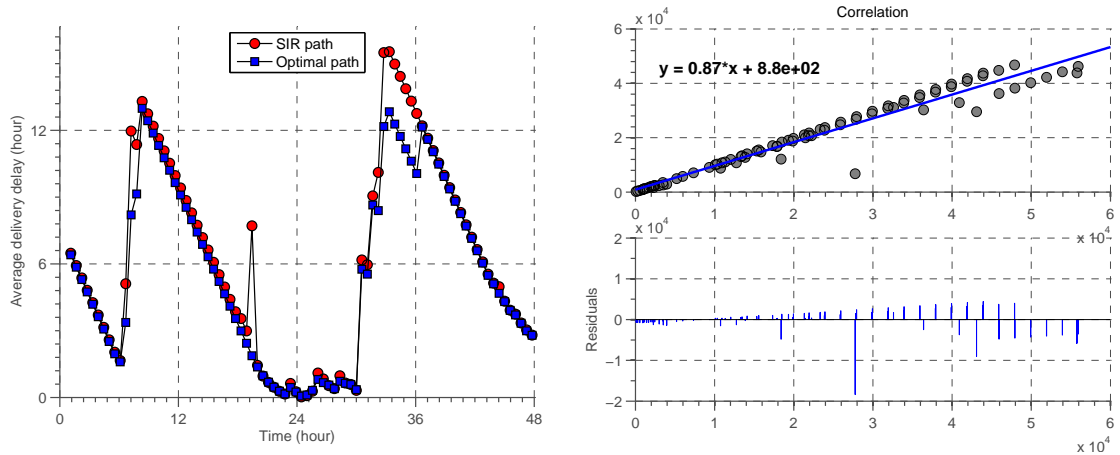 SIR path
Optimal path
Average delivery delay (hour)
12
6
0
0
12
24
36
48
Time (hour)
x 10^4
Correlation
6
4
2
0
y = 0.87*x + 8.8e+02
0
1
2
3
4
5
6
x 10^4
x 10^4
2
1
0
−1
−2
Residuals
0
1
2
3
4
5
6
x 10^4